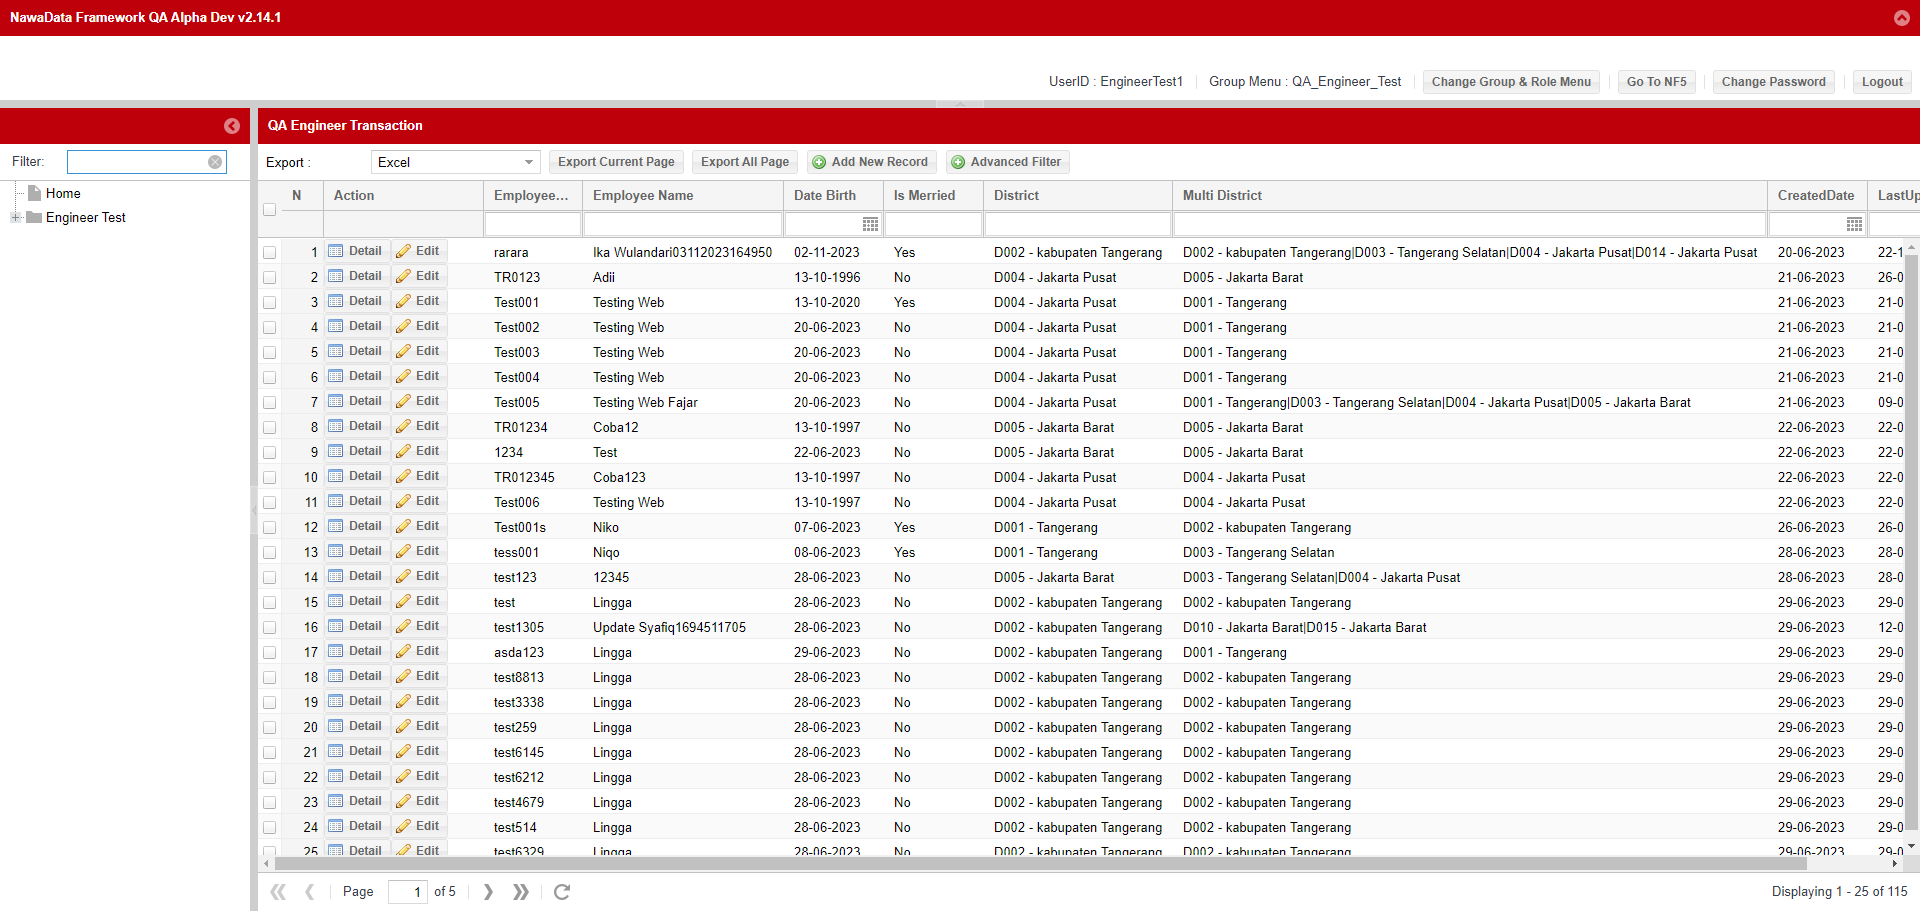 NawaData Framework QA Alpha Dev v2.14.1
UserID : EngineerTest1 Group Menu : QA_Engineer_Test Change Group & Role Menu Go To NF5 Change Password Logout
QA Engineer Transaction
Filter:
Home
Engineer Test
Export : Excel Export Current Page Export All Page Add New Record Advanced Filter
N Action Employee... Employee Name Date Birth Is Merried District Multi District CreatedDate LastUp
1 Detail Edit rarara Ika Wulandari03112023164950 02-11-2023 Yes D002 - kabupaten Tangerang D002 - kabupaten Tangerang|D003 - Tangerang Selatan|D004 - Jakarta Pusat|D014 - Jakarta Pusat 20-06-2023 22-1
2 Detail Edit TR0123 Adii 13-10-1996 No D004 - Jakarta Pusat D005 - Jakarta Barat 21-06-2023 26-0
3 Detail Edit Test001 Testing Web 13-10-2020 Yes D004 - Jakarta Pusat D001 - Tangerang 21-06-2023 21-0
4 Detail Edit Test002 Testing Web 20-06-2023 No D004 - Jakarta Pusat D001 - Tangerang 21-06-2023 21-0
5 Detail Edit Test003 Testing Web 20-06-2023 No D004 - Jakarta Pusat D001 - Tangerang 21-06-2023 21-0
6 Detail Edit Test004 Testing Web 20-06-2023 No D004 - Jakarta Pusat D001 - Tangerang 21-06-2023 21-0
7 Detail Edit Test005 Testing Web Fajar 20-06-2023 No D004 - Jakarta Pusat D001 - Tangerang|D003 - Tangerang Selatan|D004 - Jakarta Pusat|D005 - Jakarta Barat 21-06-2023 09-0
8 Detail Edit TR01234 Coba12 13-10-1997 No D005 - Jakarta Barat D005 - Jakarta Barat 22-06-2023 22-0
9 Detail Edit 1234 Test 22-06-2023 No D005 - Jakarta Barat D005 - Jakarta Barat 22-06-2023 22-0
10 Detail Edit TR012345 Coba123 13-10-1997 No D004 - Jakarta Pusat D004 - Jakarta Pusat 22-06-2023 22-0
11 Detail Edit Test006 Testing Web 13-10-1997 No D004 - Jakarta Pusat D004 - Jakarta Pusat 22-06-2023 22-0
12 Detail Edit Test001s Niko 07-06-2023 Yes D001 - Tangerang D002 - kabupaten Tangerang 26-06-2023 26-0
13 Detail Edit tess001 Niqo 08-06-2023 Yes D001 - Tangerang D003 - Tangerang Selatan 28-06-2023 28-0
14 Detail Edit test123 12345 28-06-2023 No D005 - Jakarta Barat D003 - Tangerang Selatan|D004 - Jakarta Pusat 28-06-2023 28-0
15 Detail Edit test Lingga 28-06-2023 No D002 - kabupaten Tangerang D002 - kabupaten Tangerang 29-06-2023 29-0
16 Detail Edit test1305 Update Syafiq1694511705 28-06-2023 No D002 - kabupaten Tangerang D010 - Jakarta Barat|D015 - Jakarta Barat 29-06-2023 12-0
17 Detail Edit asda123 Lingga 29-06-2023 No D002 - kabupaten Tangerang D001 - Tangerang 29-06-2023 29-0
18 Detail Edit test8813 Lingga 28-06-2023 No D002 - kabupaten Tangerang D002 - kabupaten Tangerang 29-06-2023 29-0
19 Detail Edit test3338 Lingga 28-06-2023 No D002 - kabupaten Tangerang D002 - kabupaten Tangerang 29-06-2023 29-0
20 Detail Edit test259 Lingga 28-06-2023 No D002 - kabupaten Tangerang D002 - kabupaten Tangerang 29-06-2023 29-0
21 Detail Edit test6145 Lingga 28-06-2023 No D002 - kabupaten Tangerang D002 - kabupaten Tangerang 29-06-2023 29-0
22 Detail Edit test6212 Lingga 28-06-2023 No D002 - kabupaten Tangerang D002 - kabupaten Tangerang 29-06-2023 29-0
23 Detail Edit test4679 Lingga 28-06-2023 No D002 - kabupaten Tangerang D002 - kabupaten Tangerang 29-06-2023 29-0
24 Detail Edit test514 Lingga 28-06-2023 No D002 - kabupaten Tangerang D002 - kabupaten Tangerang 29-06-2023 29-0
25 Detail Edit test6329 Lingga 28-06-2023 No D002 - kabupaten Tangerang D002 - kabupaten Tangerang 29-06-2023 29-0
Page 1 of 5 Displaying 1 - 25 of 115